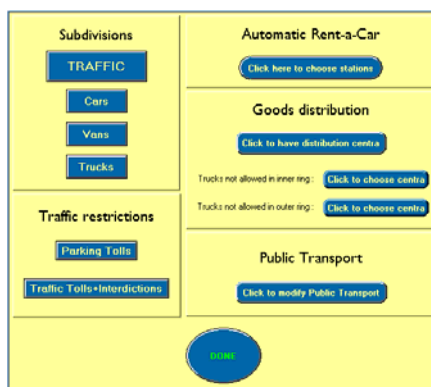 Subdivisions
TRAFFIC
Cars
Vans
Trucks
Traffic restrictions
Parking Tolls
Traffic Tolls+Interdictions
Automatic Rent-a-Car
Click here to choose stations
Goods distribution
Click to have distribution centra
Trucks not allowed in inner ring: Click to choose centra
Trucks not allowed in outer ring: Click to choose centra
Public Transport
Click to modify Public Transport
DONE